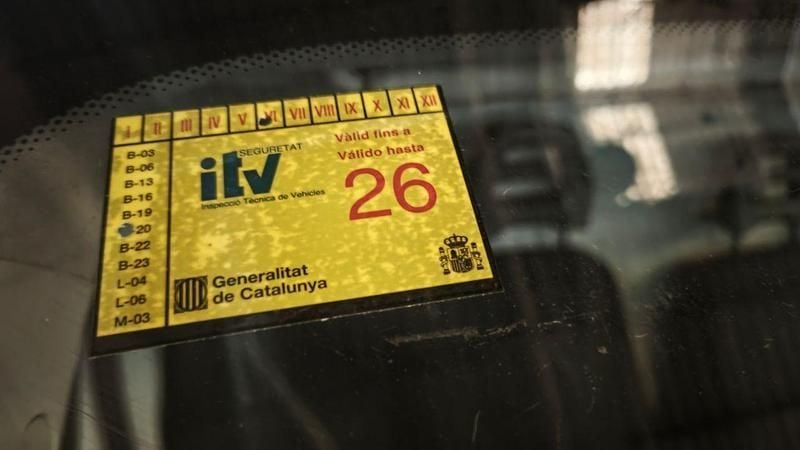 I II III IV V VI VII VIII IX X XI XII
B-03
B-06
B-13
B-16
B-19
B-20
B-22
B-23
L-04
L-06
M-03
SEGURETAT
itv
Inspecció Tècnica de Vehicles
Vàlid fins a
Válido hasta
26
Generalitat
de Catalunya